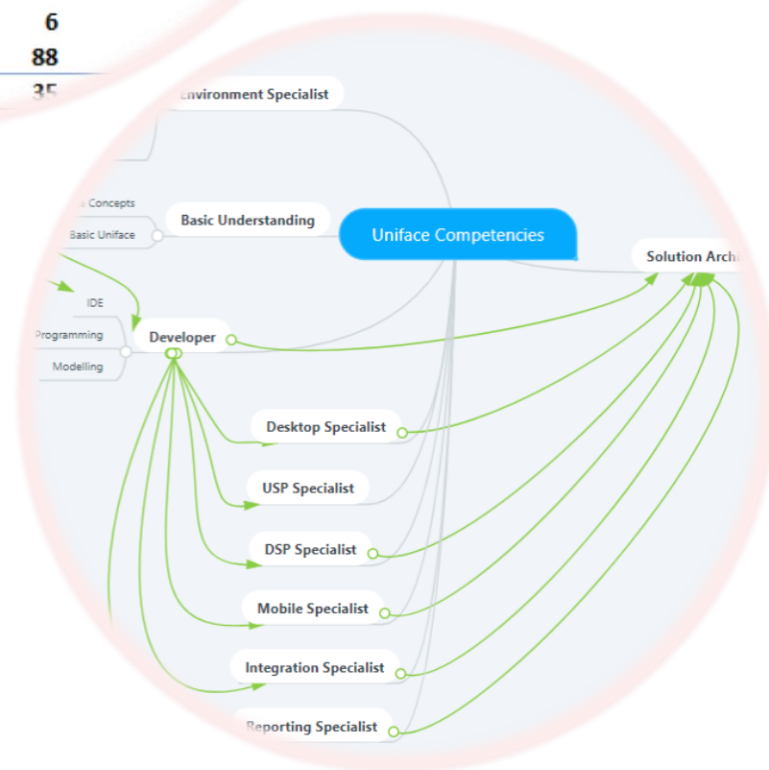 6
88
35
Environment Specialist
Concepts
Basic Understanding
Basic Uniface
Uniface Competencies
Solution
IDE
Programming
Developer
Modelling
Desktop Specialist
USP Specialist
DSP Specialist
Mobile Specialist
Integration Specialist
Reporting Specialist